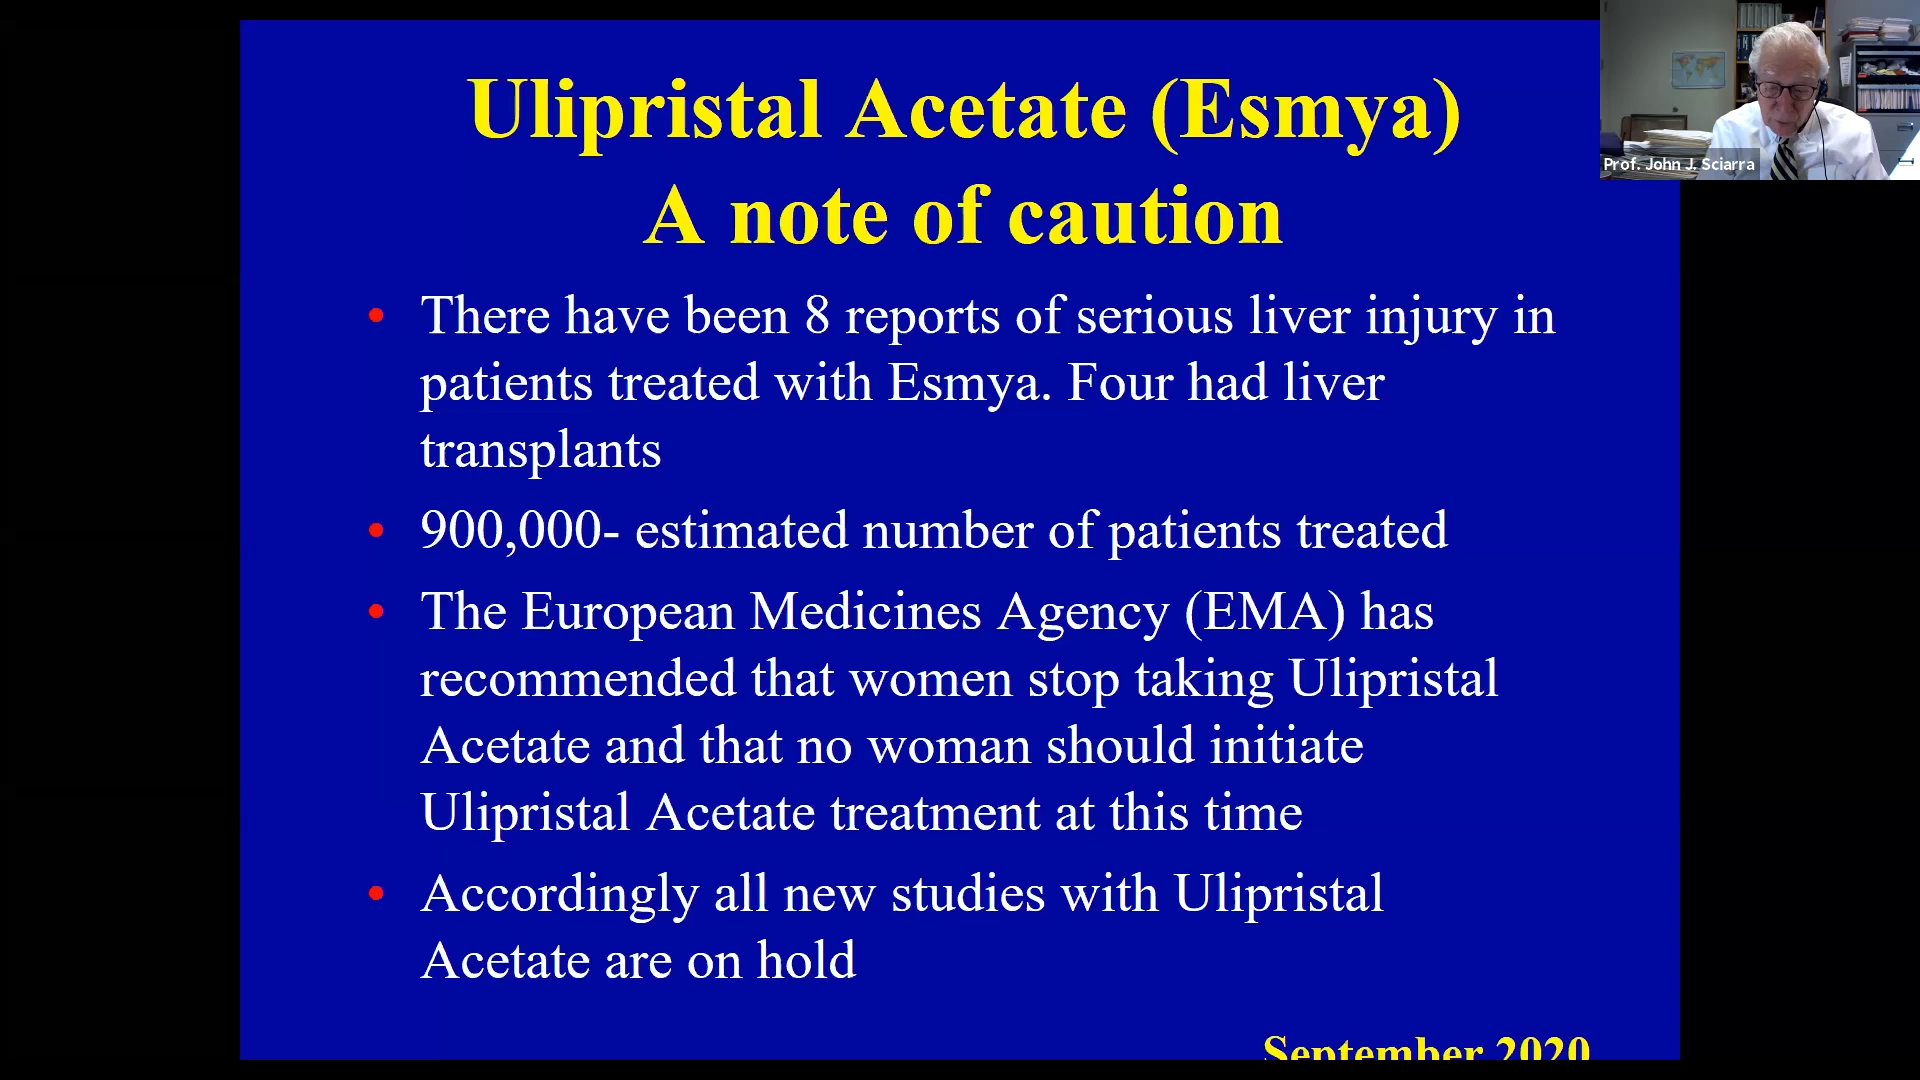 Ulipristal Acetate (Esmya)
A note of caution
Prof. John J. Sciarra
• There have been 8 reports of serious liver injury in
patients treated with Esmya. Four had liver
transplants
• 900,000- estimated number of patients treated
• The European Medicines Agency (EMA) has
recommended that women stop taking Ulipristal
Acetate and that no woman should initiate
Ulipristal Acetate treatment at this time
• Accordingly all new studies with Ulipristal
Acetate are on hold
September 2020